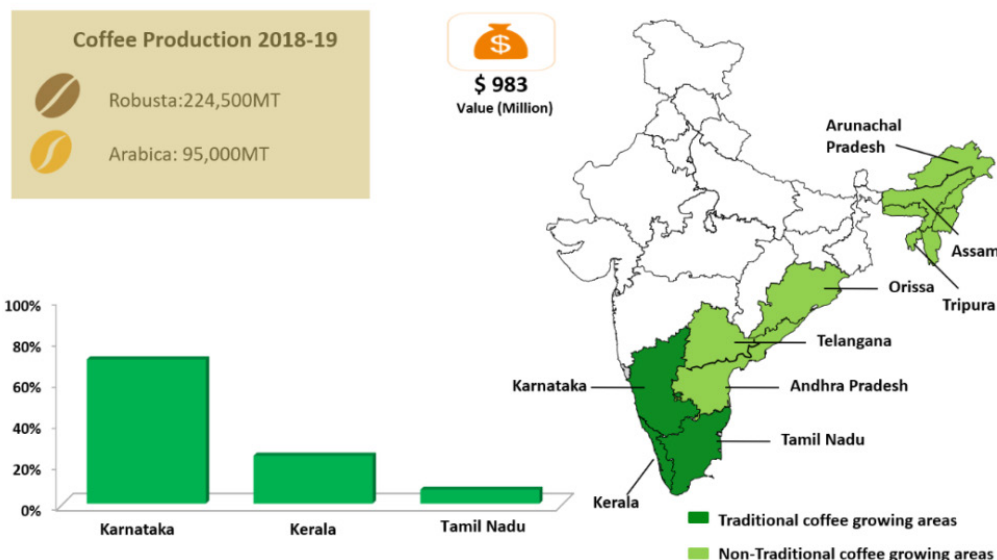 Coffee Production 2018-19
Robusta:224,500MT
Arabica: 95,000MT
$
$ 983
Value (Million)
Arunachal
Pradesh
Assam
Tripura
Orissa
Telangana
Andhra Pradesh
Karnataka
Tamil Nadu
Kerala
100%
80%
60%
40%
20%
0%
Karnataka
Kerala
Tamil Nadu
Traditional coffee growing areas
Non-Traditional coffee growing areas